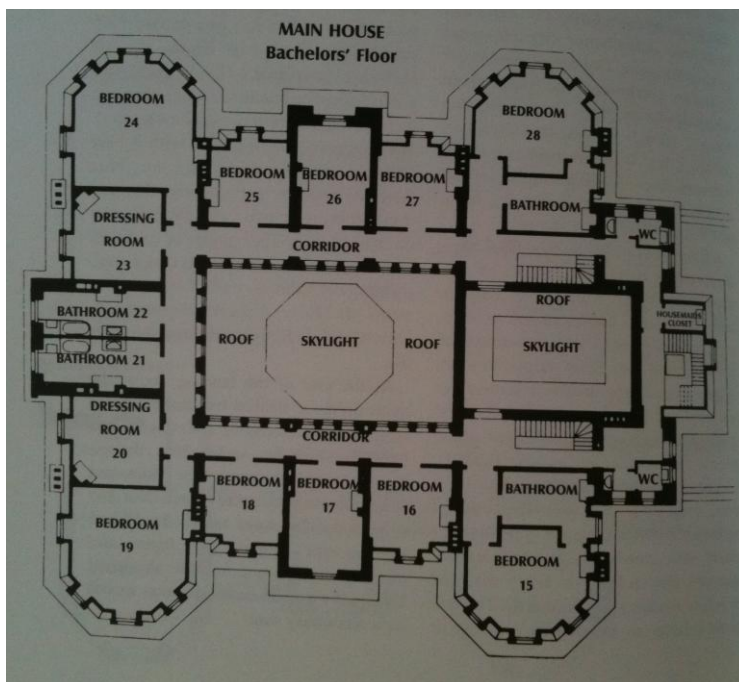 MAIN HOUSE
Bachelors' Floor
BEDROOM
24
BEDROOM
25
BEDROOM
26
BEDROOM
27
BEDROOM
28
BATHROOM
WC
DRESSING
ROOM
23
CORRIDOR
BATHROOM 22
BATHROOM 21
ROOF
SKYLIGHT
ROOF
ROOF
SKYLIGHT
HOUSEMAIDS
CLOSET
DRESSING
ROOM
20
CORRIDOR
BEDROOM
19
BEDROOM
18
BEDROOM
17
BEDROOM
16
BATHROOM
WC
BEDROOM
15